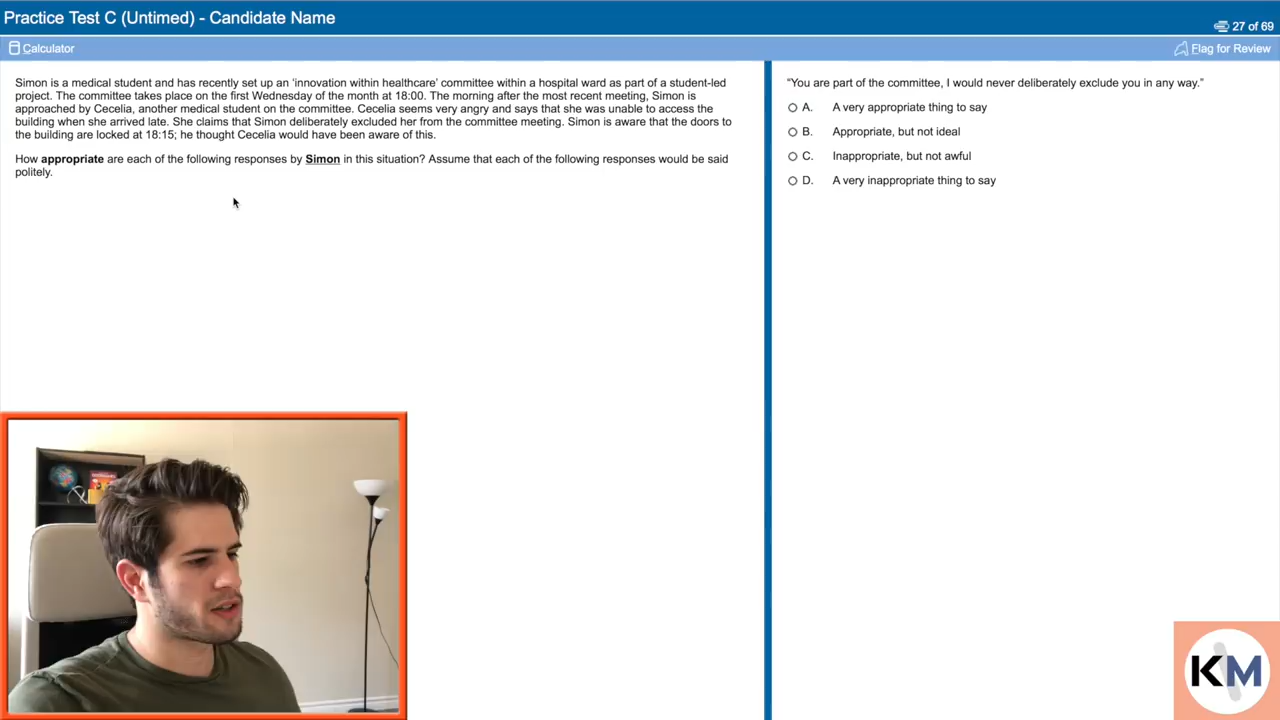 Practice Test C (Untimed) - Candidate Name
27 of 69
Calculator
Flag for Review
Simon is a medical student and has recently set up an 'innovation within healthcare' committee within a hospital ward as part of a student-led
project. The committee takes place on the first Wednesday of the month at 18:00. The morning after the most recent meeting, Simon is
approached by Cecelia, another medical student on the committee. Cecelia seems very angry and says that she was unable to access the
building when she arrived late. She claims that Simon deliberately excluded her from the committee meeting. Simon is aware that the doors to
the building are locked at 18:15; he thought Cecelia would have been aware of this.
How appropriate are each of the following responses by Simon in this situation? Assume that each of the following responses would be said
politely.
"You are part of the committee, I would never deliberately exclude you in any way."
A. A very appropriate thing to say
B. Appropriate, but not ideal
C. Inappropriate, but not awful
D. A very inappropriate thing to say
KM